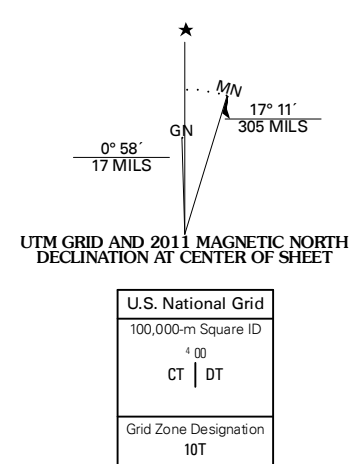 ★
MN
GN
17° 11´
305 MILS
0° 58´
17 MILS
UTM GRID AND 2011 MAGNETIC NORTH
DECLINATION AT CENTER OF SHEET
U.S. National Grid
100,000-m Square ID
4 00
CT | DT
Grid Zone Designation
10T